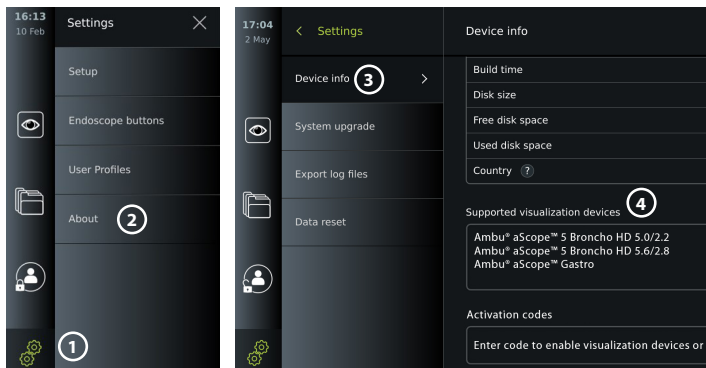 16:13
10 Feb
Settings
Setup
Endoscope buttons
User Profiles
About
2
1
17:04
2 May
Settings
Device info
3
System upgrade
Export log files
Data reset
Device info
Build time
Disk size
Free disk space
Used disk space
Country ?
Supported visualization devices
4
Ambu® aScope™ 5 Broncho HD 5.0/2.2
Ambu® aScope™ 5 Broncho HD 5.6/2.8
Ambu® aScope™ Gastro
Activation codes
Enter code to enable visualization devices or